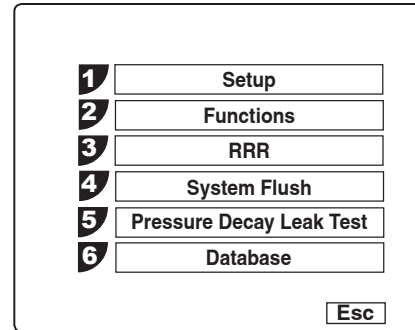 1 Setup
2 Functions
3 RRR
4 System Flush
5 Pressure Decay Leak Test
6 Database
Esc